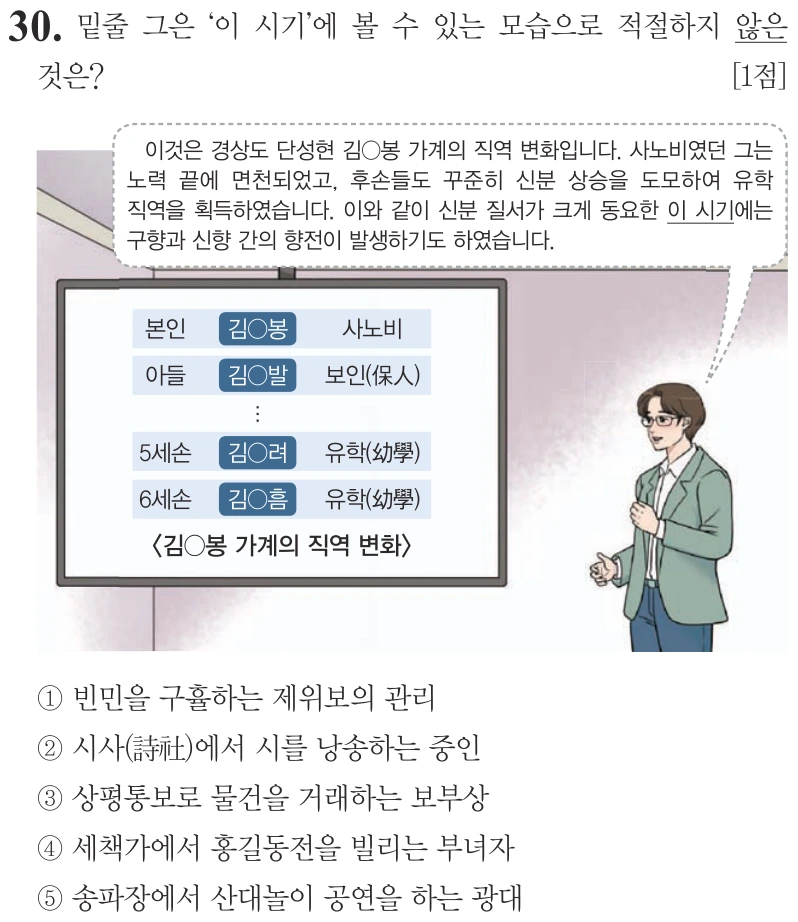 30. 밑줄 그은 ‘이 시기’에 볼 수 있는 모습으로 적절하지 않은
것은? [1점]
이것은 경상도 단성현 김○봉 가계의 직역 변화입니다. 사노비였던 그는
노력 끝에 면천되었고, 후손들도 꾸준히 신분 상승을 도모하여 유학
직역을 획득하였습니다. 이와 같이 신분 질서가 크게 동요한 이 시기에는
구향과 신향 간의 향전이 발생하기도 하였습니다.
본인 김○봉 사노비
아들 김○발 보인(保人)
⋮
5세손 김○려 유학(幼學)
6세손 김○흠 유학(幼學)
〈김○봉 가계의 직역 변화〉
① 빈민을 구휼하는 제위보의 관리
② 시사(詩社)에서 시를 낭송하는 중인
③ 상평통보로 물건을 거래하는 보부상
④ 세책가에서 홍길동전을 빌리는 부녀자
⑤ 송파장에서 산대놀이 공연을 하는 광대